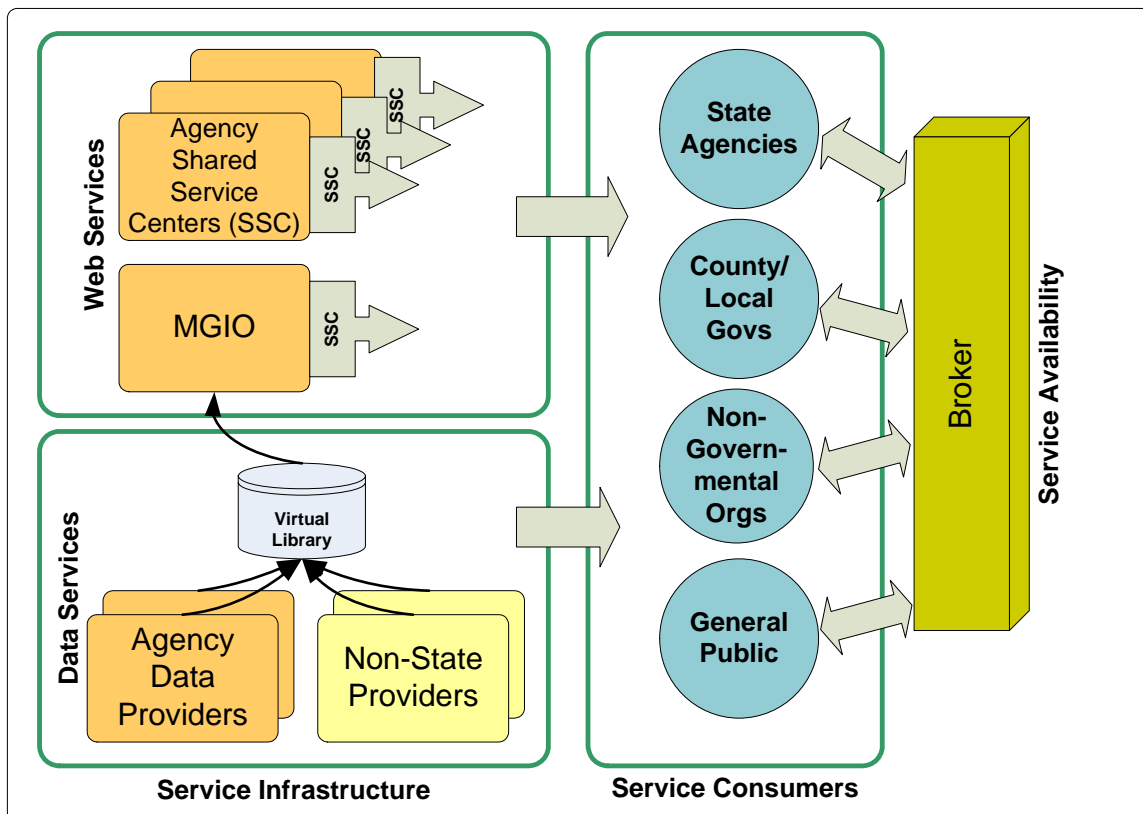 Web Services
Agency
Shared
Service
Centers (SSC)
SSC
SSC
SSC
MGIO
SSC
Data Services
Virtual
Library
Agency
Data
Providers
Non-State
Providers
Service Infrastructure
State
Agencies
County/
Local
Govs
Non-
Govern-
mental
Orgs
General
Public
Service Consumers
Broker
Service Availability